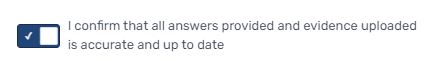 I confirm that all answers provided and evidence uploaded
is accurate and up to date